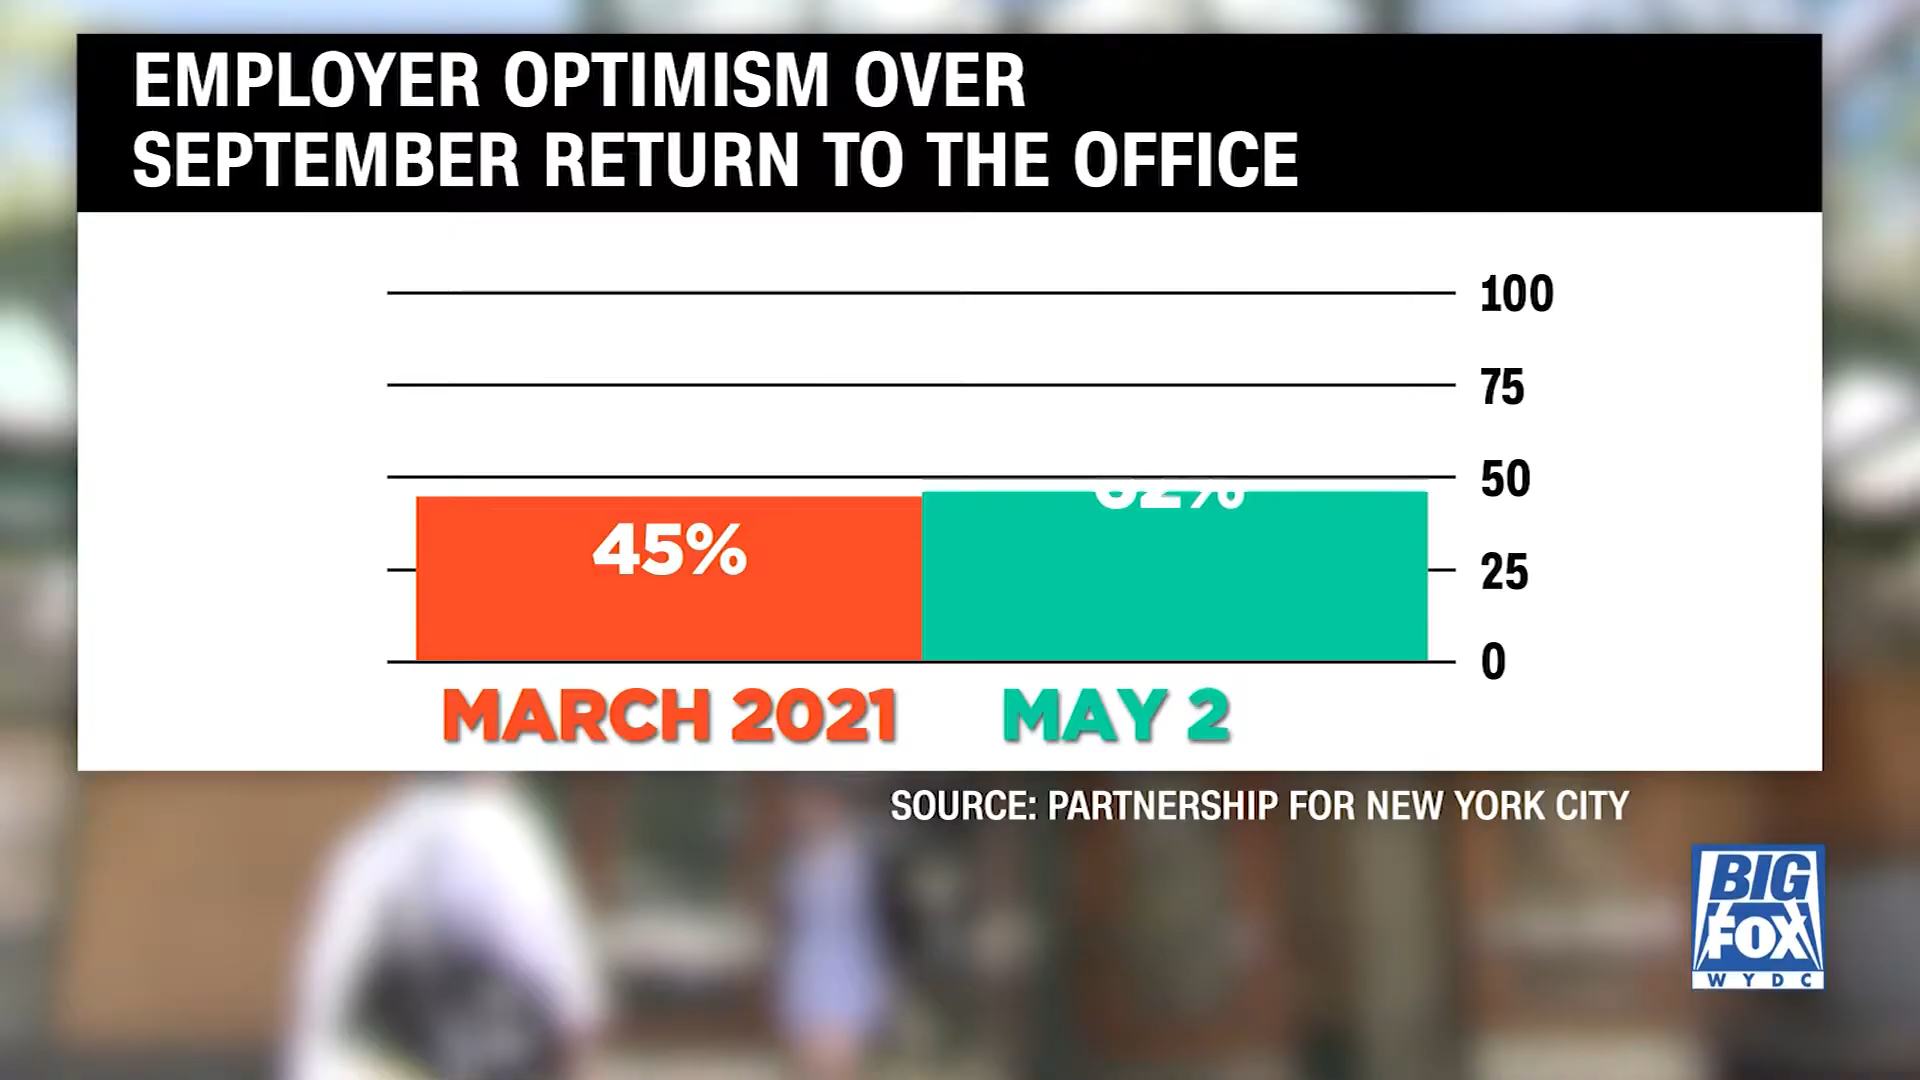 EMPLOYER OPTIMISM OVER
SEPTEMBER RETURN TO THE OFFICE
100
75
50
25
0
45%
MARCH 2021
MAY 2
SOURCE: PARTNERSHIP FOR NEW YORK CITY
BIG
FOX
WYDC